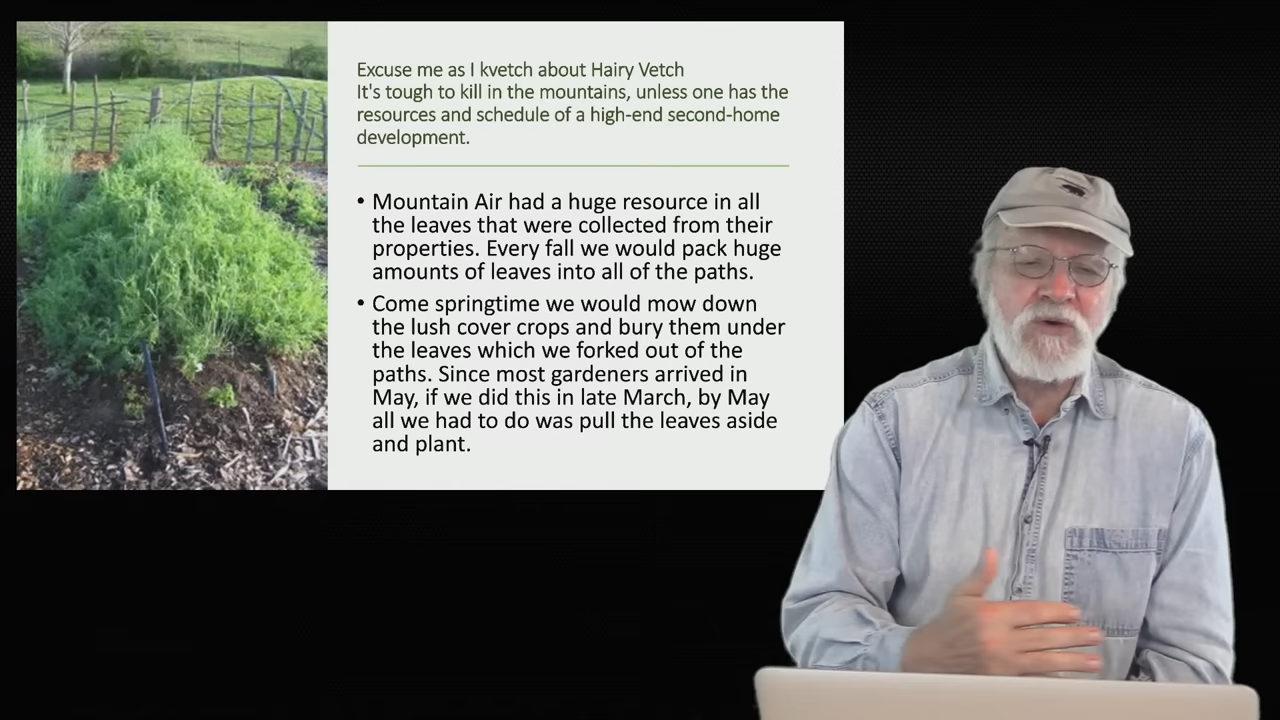 Excuse me as I kvetch about Hairy Vetch
It's tough to kill in the mountains, unless one has the
resources and schedule of a high-end second-home
development.
• Mountain Air had a huge resource in all
the leaves that were collected from their
properties. Every fall we would pack huge
amounts of leaves into all of the paths.
• Come springtime we would mow down
the lush cover crops and bury them under
the leaves which we forked out of the
paths. Since most gardeners arrived in
May, if we did this in late March, by May
all we had to do was pull the leaves aside
and plant.